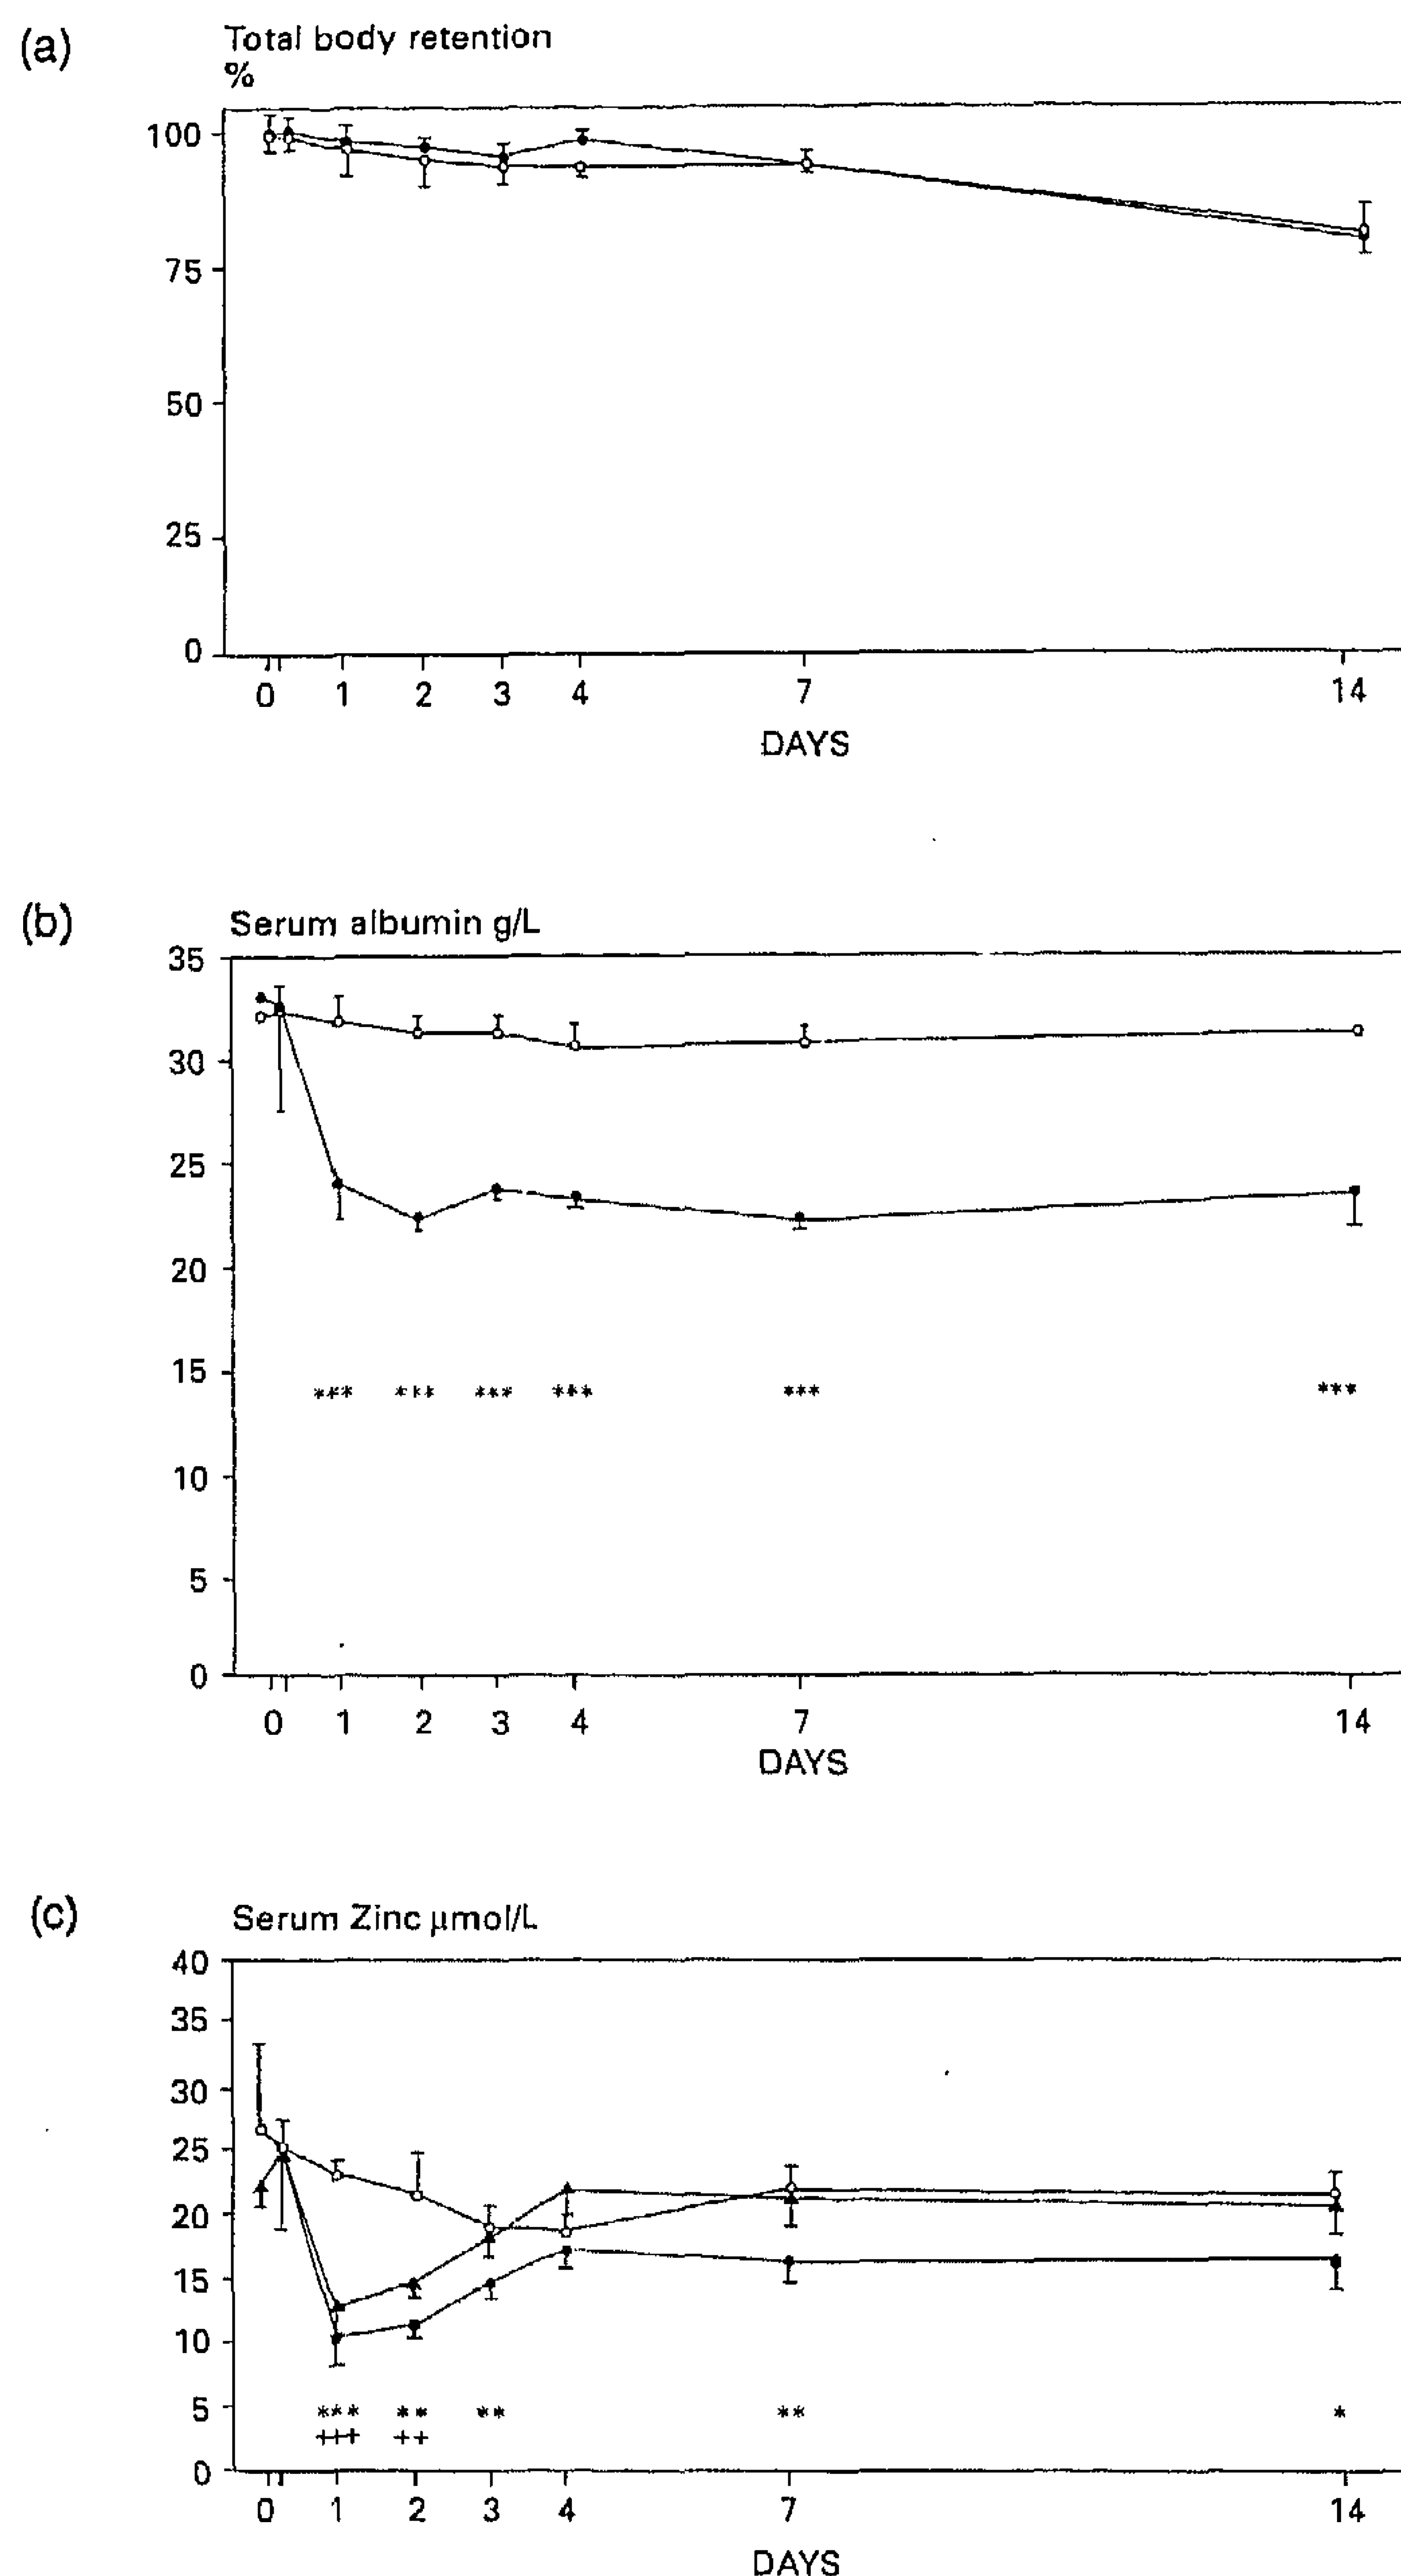 (a)
Total body retention
%
100
75
50
25
0
0 1 2 3 4 7 14
DAYS
(b)
Serum albumin g/L
35
30
25
20
15
*** *** *** *** *** ***
10
5
0
0 1 2 3 4 7 14
DAYS
(c)
Serum Zinc µmol/L
40
35
30
25
20
15
10
5
*** ** ** ** *
+++ ++
0
0 1 2 3 4 7 14
DAYS